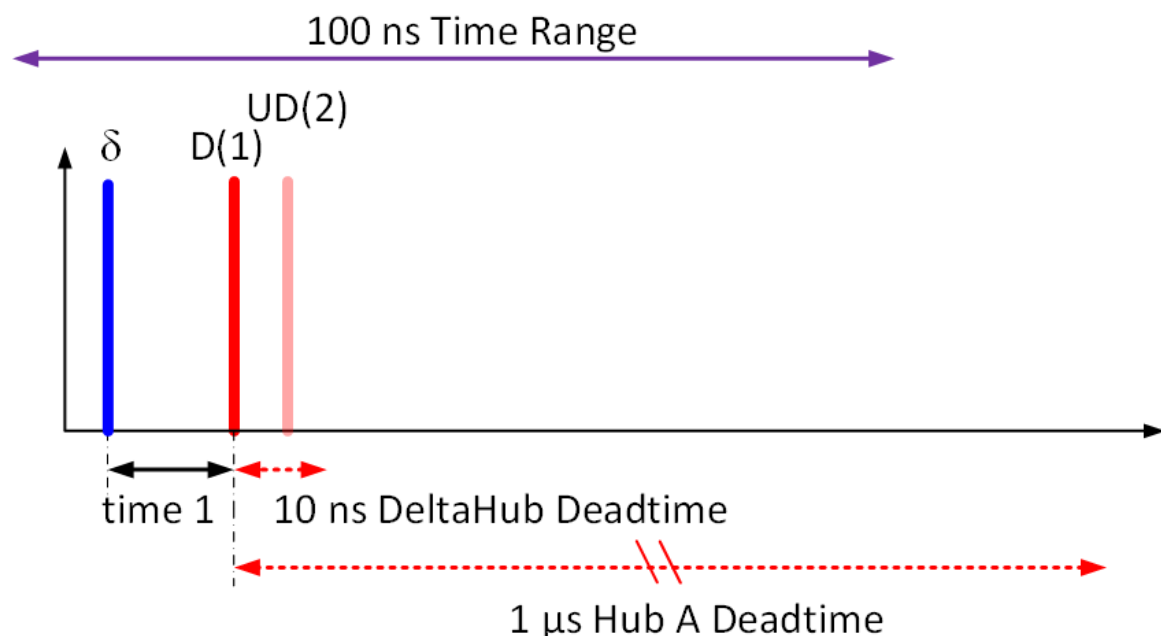 100 ns Time Range
UD(2)
δ
D(1)
time 1
10 ns DeltaHub Deadtime
1 μs Hub A Deadtime